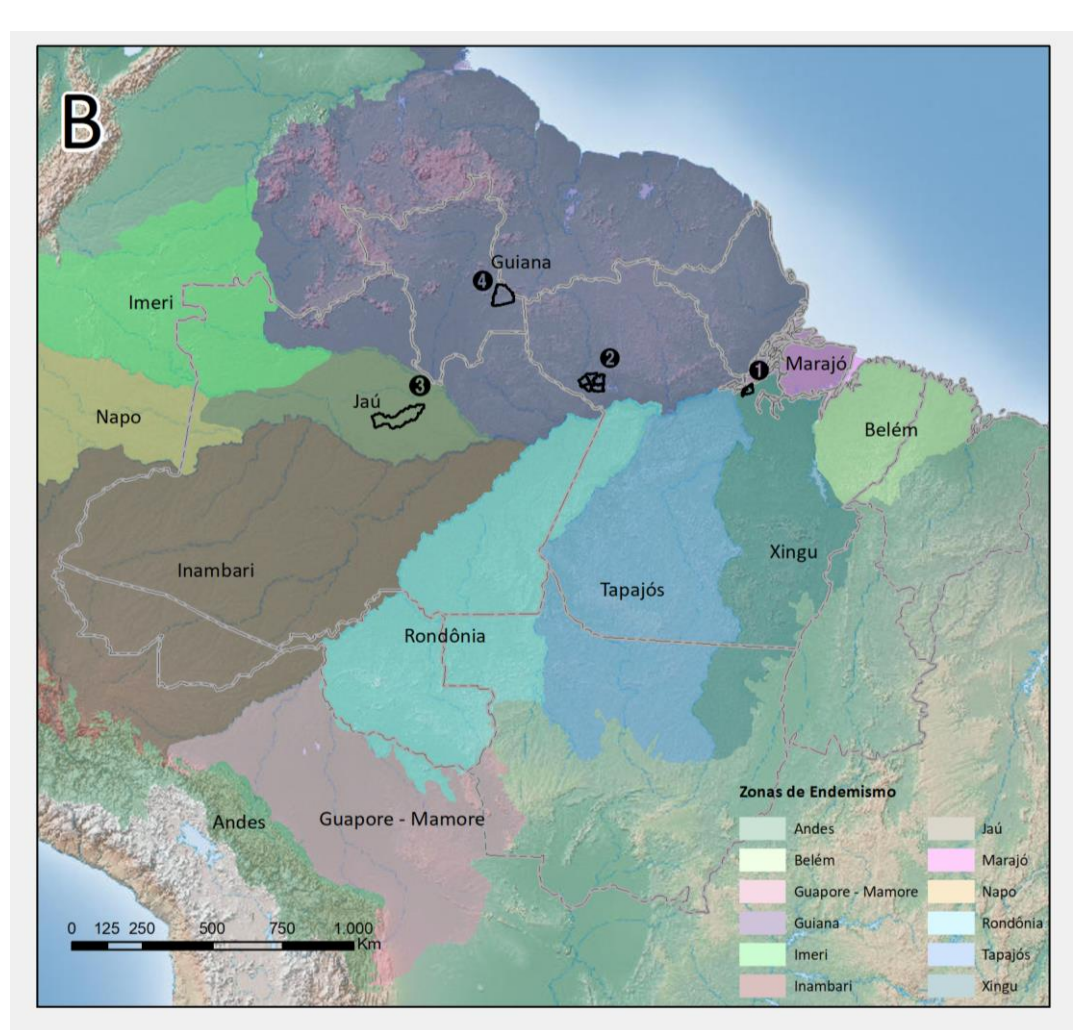 B
Guiana
4
Imeri
2
1
Marajó
3
Jaú
Napo
Belém
Xingu
Inambari
Tapajós
Rondônia
Andes
Guapore - Mamore
Zonas de Endemismo
Andes
Jaú
Belém
Marajó
Guapore - Mamore
Napo
Guiana
Rondônia
Imeri
Tapajós
Inambari
Xingu
0 125 250 500 750 1.000
Km